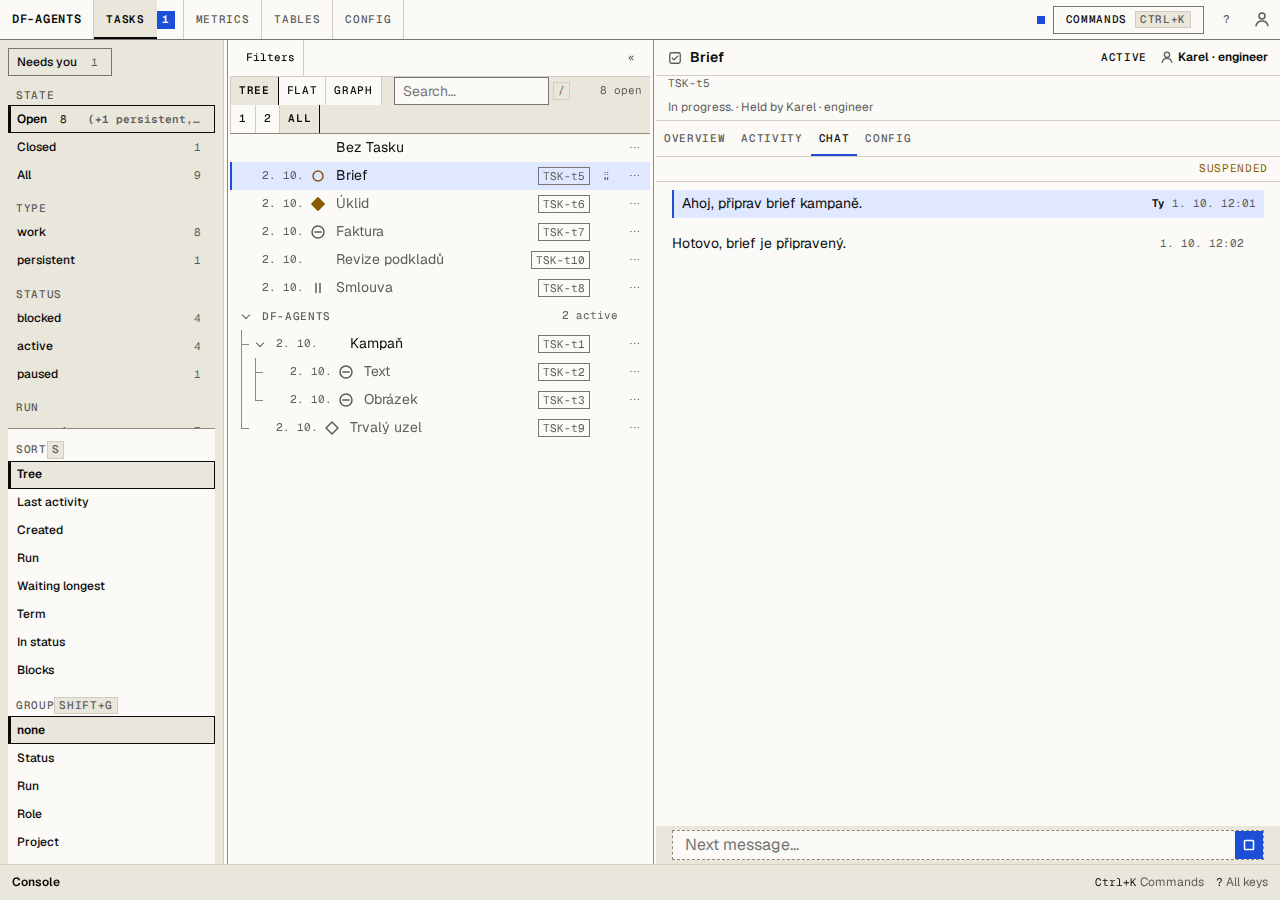 DF-AGENTS TASKS 1 METRICS TABLES CONFIG COMMANDS CTRL+K ?
Needs you 1
STATE
Open 8 (+1 persistent,…
Closed 1
All 9
TYPE
work 8
persistent 1
STATUS
blocked 4
active 4
paused 1
RUN
SORT S
Tree
Last activity
Created
Run
Waiting longest
Term
In status
Blocks
GROUP SHIFT+G
none
Status
Run
Role
Project
Filters «
TREE FLAT GRAPH Search… / 8 open
1 2 ALL
Bez Tasku …
2. 10. Brief TSK-t5 …
2. 10. Úklid TSK-t6 …
2. 10. Faktura TSK-t7 …
2. 10. Revize podkladů TSK-t10 …
2. 10. Smlouva TSK-t8 …
DF-AGENTS 2 active
2. 10. Kampaň TSK-t1 …
2. 10. Text TSK-t2 …
2. 10. Obrázek TSK-t3 …
2. 10. Trvalý uzel TSK-t9 …
Brief ACTIVE Karel · engineer
TSK-t5
In progress. · Held by Karel · engineer
OVERVIEW ACTIVITY CHAT CONFIG
SUSPENDED
Ahoj, připrav brief kampaně. Ty 1. 10. 12:01
Hotovo, brief je připravený. 1. 10. 12:02
Next message…
Console Ctrl+K Commands ? All keys